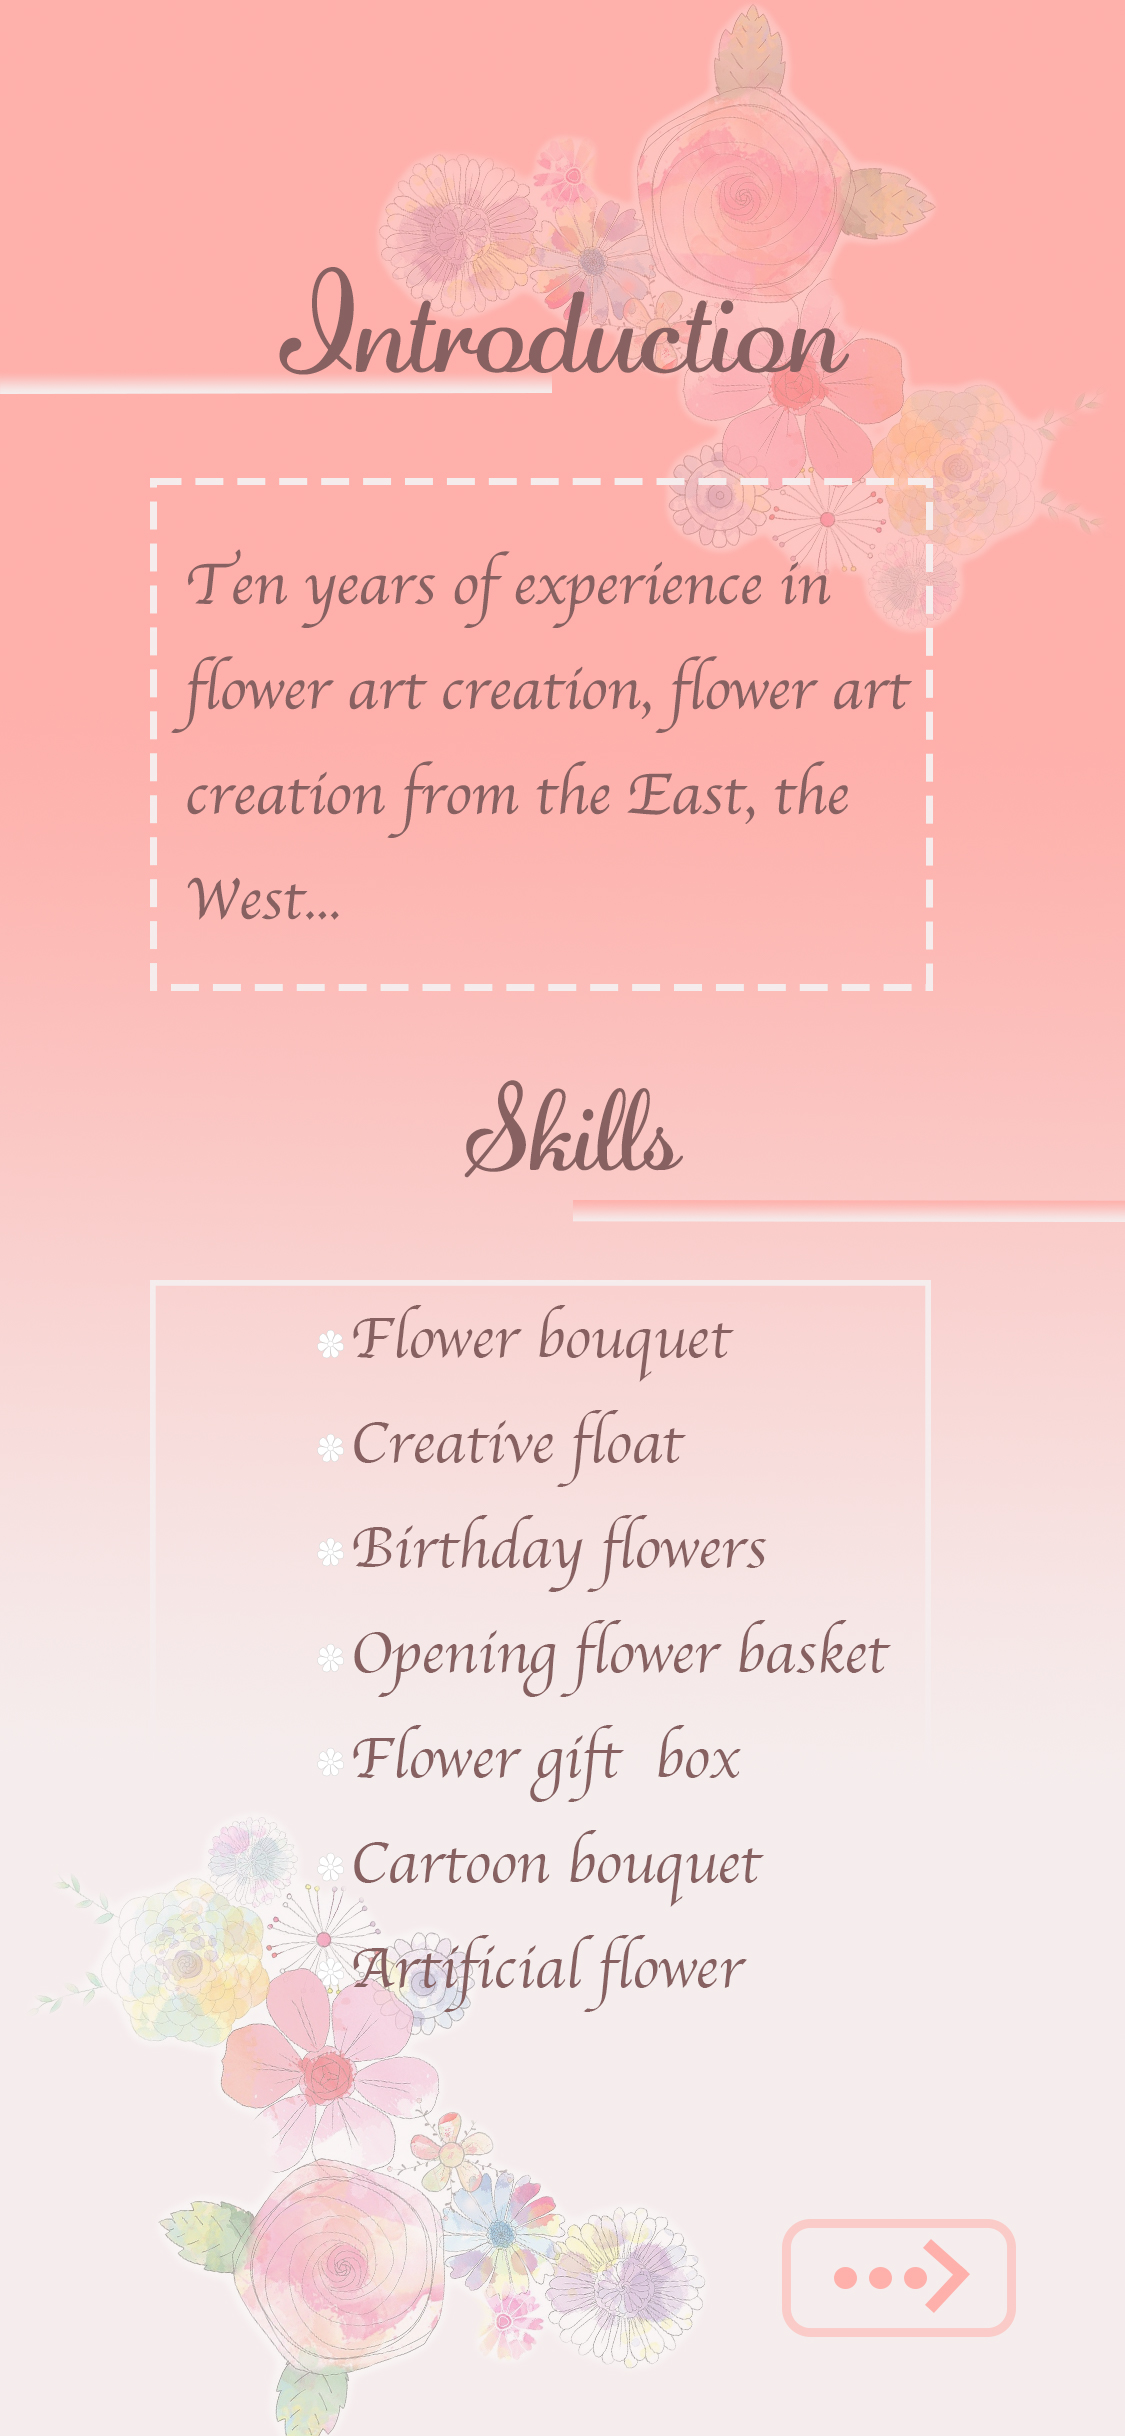 Introduction
Ten years of experience in
flower art creation, flower art
creation from the East, the
West...
Skills
Flower bouquet
Creative float
Birthday flowers
Opening flower basket
Flower gift  box
Cartoon bouquet
Artificial flower